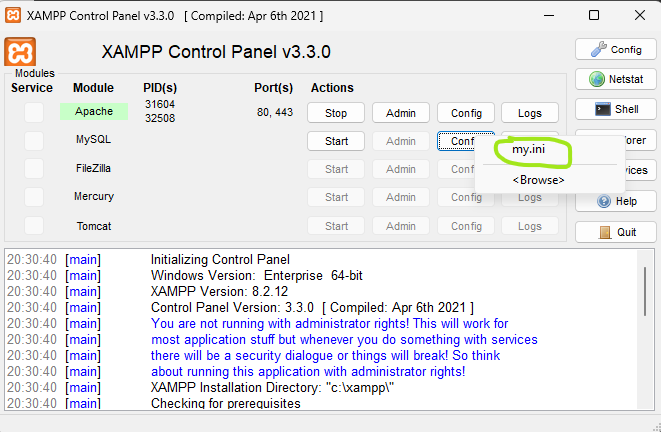 XAMPP Control Panel v3.3.0 [ Compiled: Apr 6th 2021 ]
XAMPP Control Panel v3.3.0
Config
Modules
Service Module PID(s) Port(s) Actions
Netstat
Apache 31604 32508 80, 443 Stop Admin Config Logs
Shell
MySQL Start Admin
my.ini
FileZilla Start Admin
<Browse>
Mercury Start Admin Config Logs
Help
Tomcat Start Admin Config Logs
Quit
20:30:40 [main] Initializing Control Panel
20:30:40 [main] Windows Version: Enterprise 64-bit
20:30:40 [main] XAMPP Version: 8.2.12
20:30:40 [main] Control Panel Version: 3.3.0 [ Compiled: Apr 6th 2021 ]
20:30:40 [main] You are not running with administrator rights! This will work for
20:30:40 [main] most application stuff but whenever you do something with services
20:30:40 [main] there will be a security dialogue or things will break! So think
20:30:40 [main] about running this application with administrator rights!
20:30:40 [main] XAMPP Installation Directory: "c:\xampp\"
20:30:40 [main] Checking for prerequisites